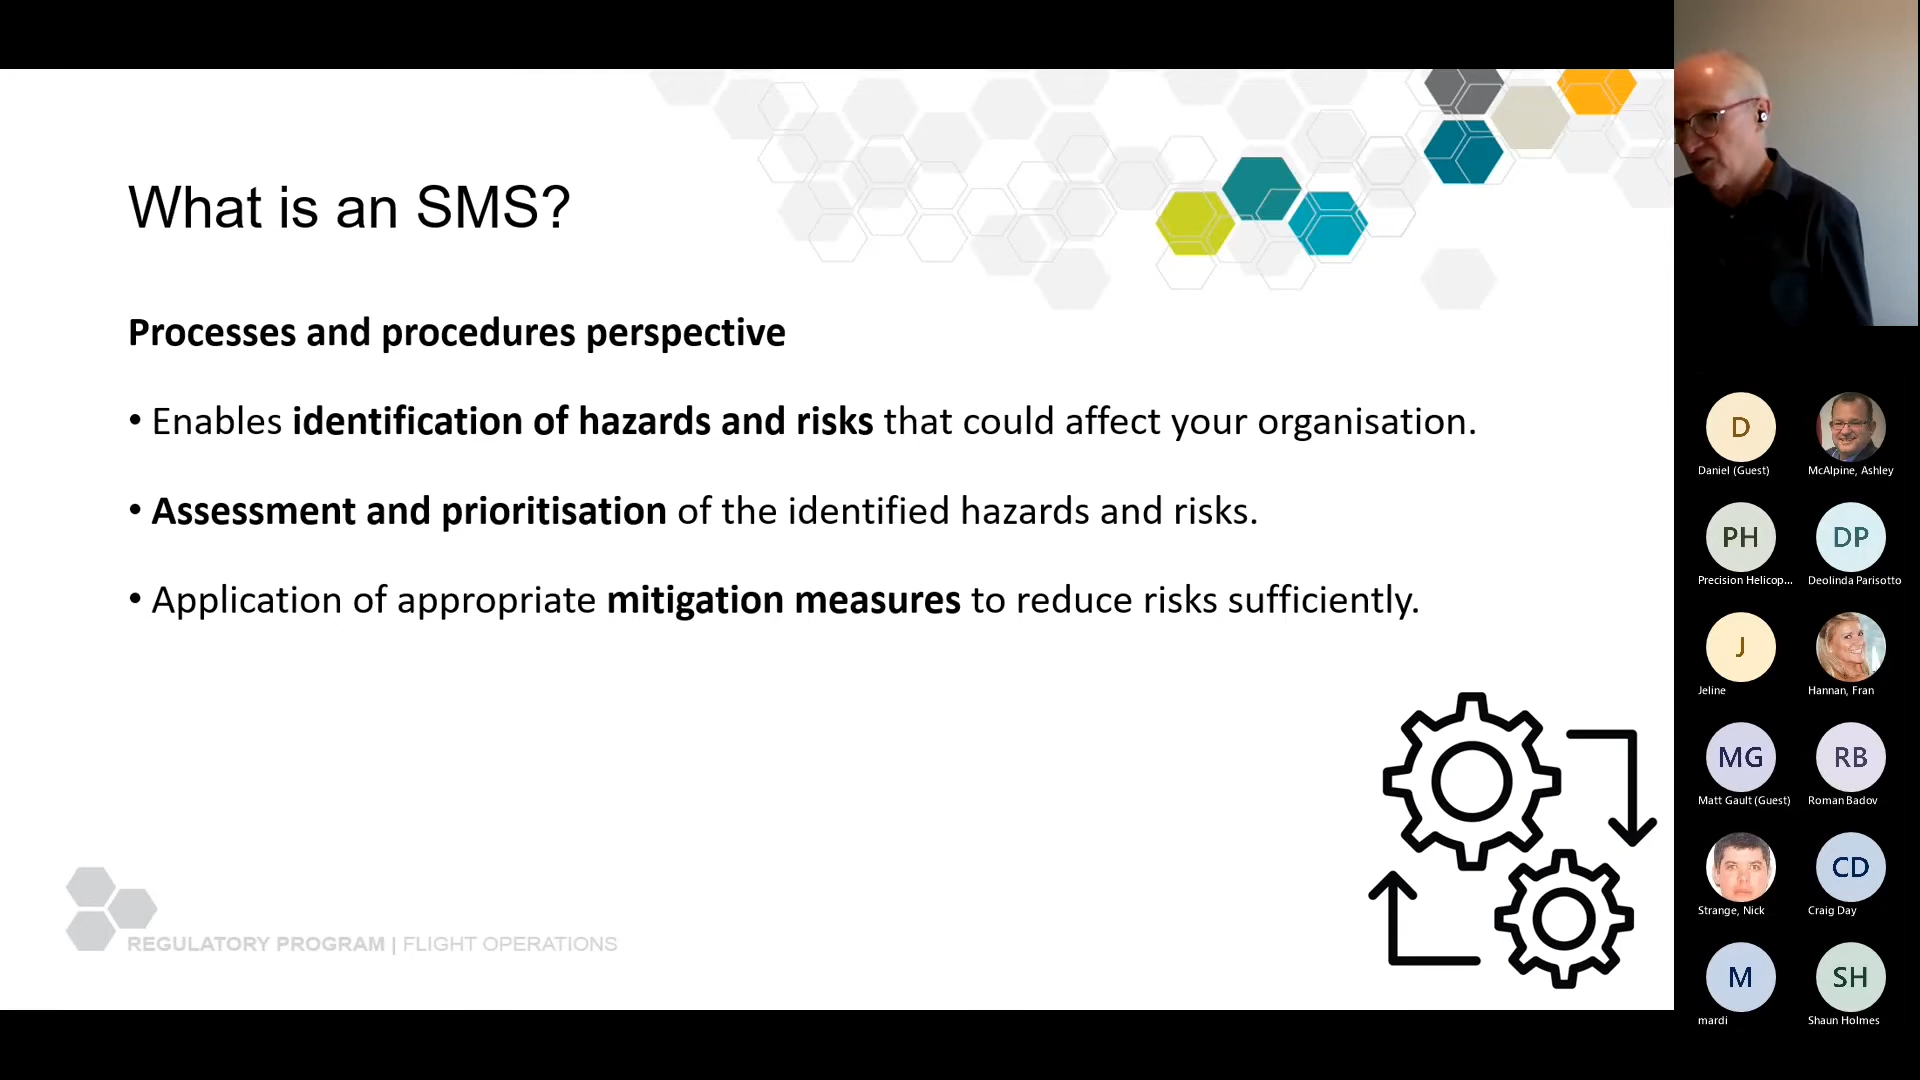 What is an SMS?
Processes and procedures perspective
• Enables identification of hazards and risks that could affect your organisation.
• Assessment and prioritisation of the identified hazards and risks.
• Application of appropriate mitigation measures to reduce risks sufficiently.
REGULATORY PROGRAM | FLIGHT OPERATIONS
D
Daniel (Guest)
McAlpine, Ashley
PH
Precision Helicop...
DP
Deolinda Parisotto
J
Jeline
Hannan, Fran
MG
Matt Gault (Guest)
RB
Roman Badov
Strange, Nick
CD
Craig Day
M
mardi
SH
Shaun Holmes